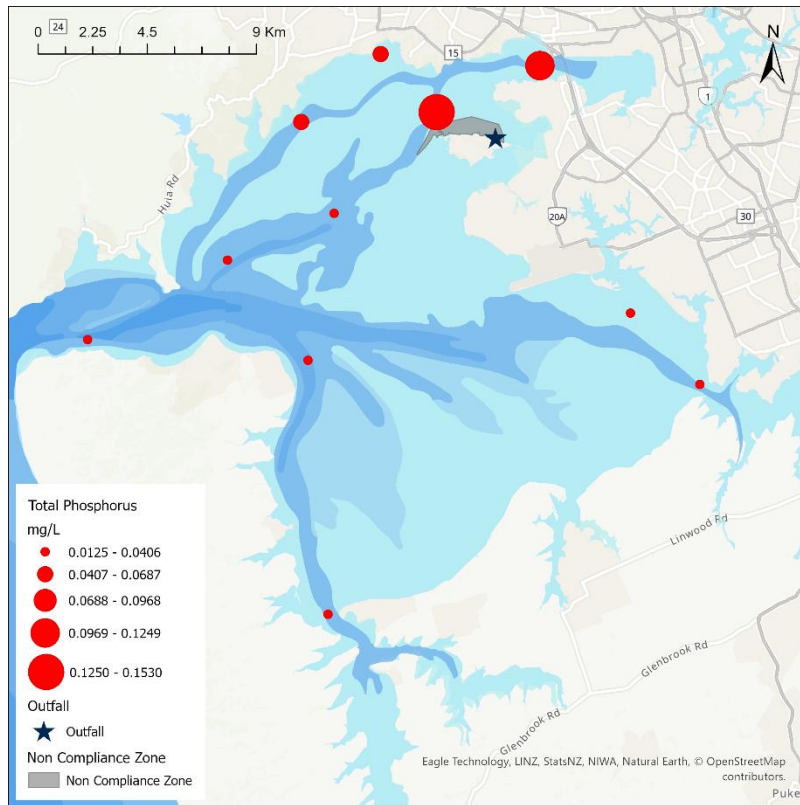 24
0 2.25 4.5 9 Km
15
N
1
Huia Rd
20A
30
Linwood Rd
Glenbrook Rd
Glenbrook Rd
Total Phosphorus
mg/L
0.0125 - 0.0406
0.0407 - 0.0687
0.0688 - 0.0968
0.0969 - 0.1249
0.1250 - 0.1530
Outfall
Outfall
Non Compliance Zone
Non Compliance Zone
Eagle Technology, LINZ, StatsNZ, NIWA, Natural Earth, © OpenStreetMap
contributors.
Puke